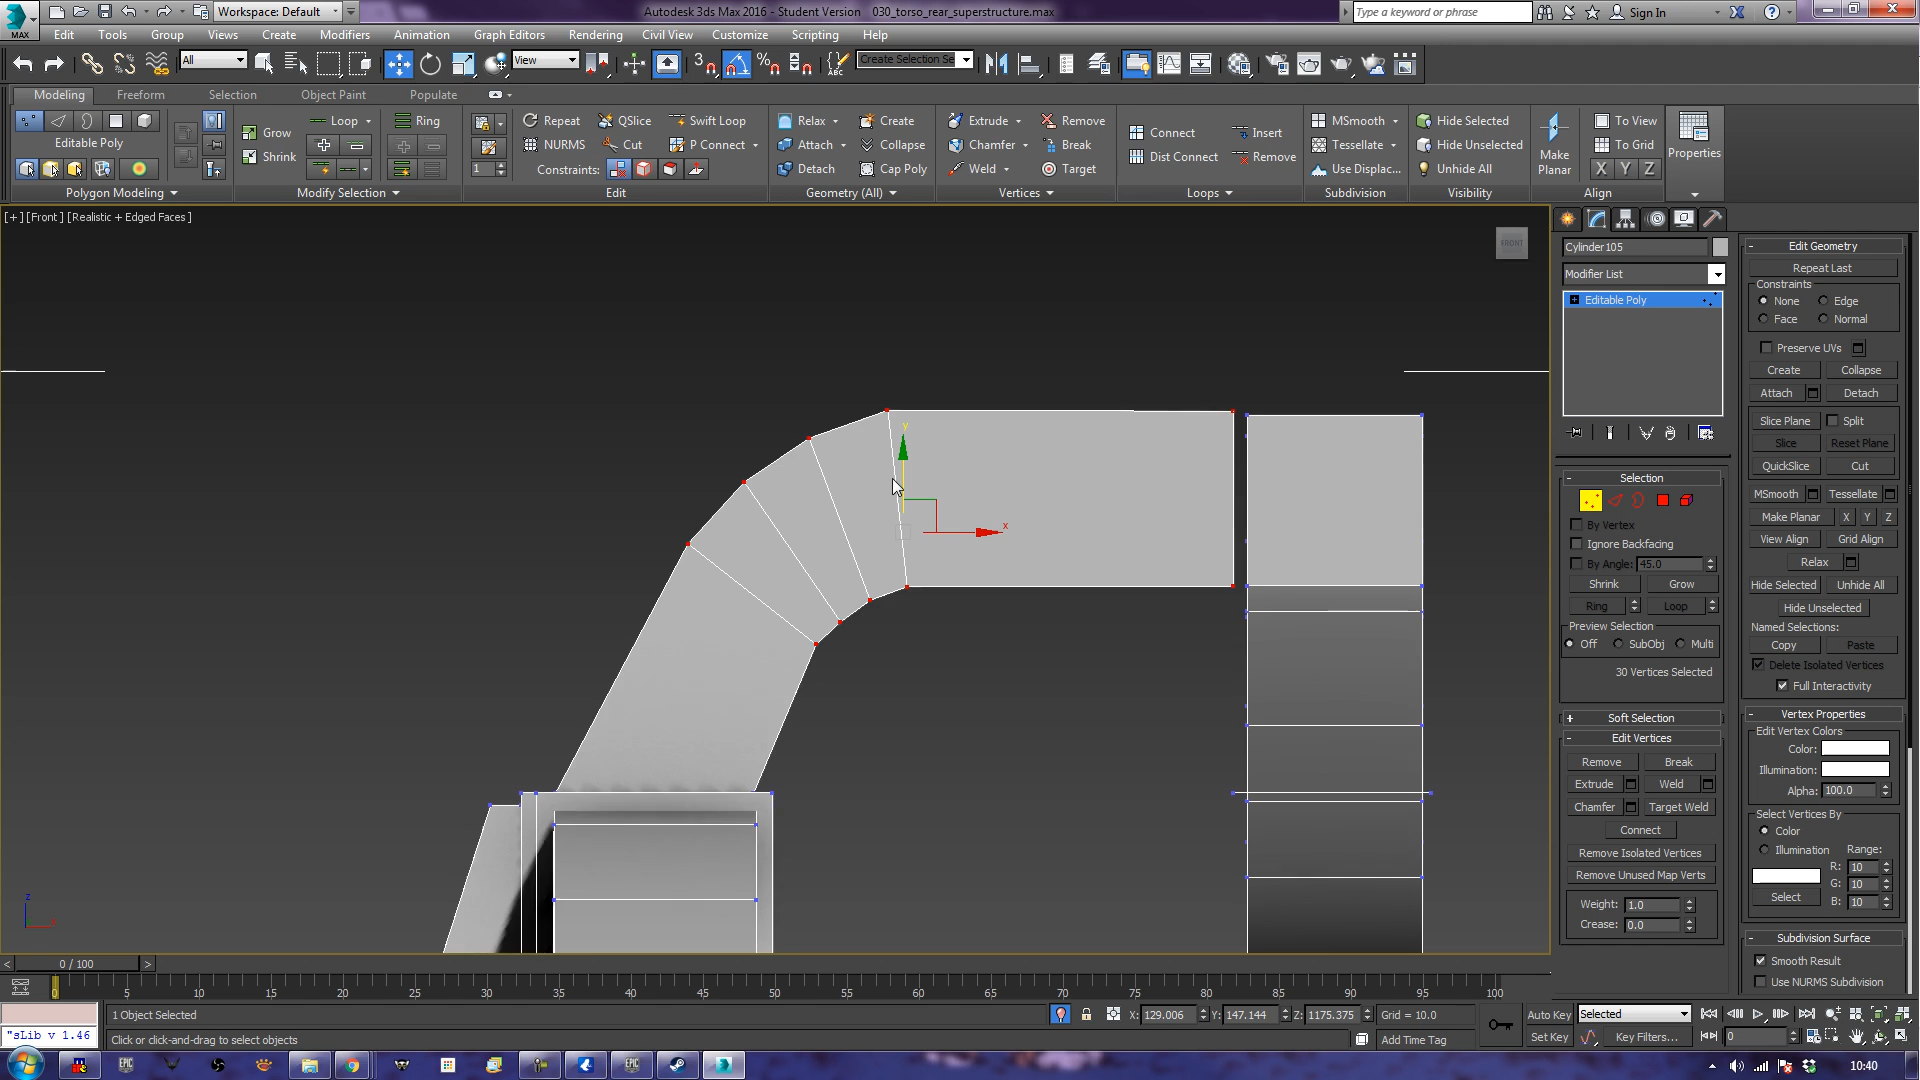 Workspace: Default
Autodesk 3ds Max 2016 - Student Version    030_torso_rear_superstructure.max
Type a keyword or phrase
Sign In
MAX
Edit Tools Group Views Create Modifiers Animation Graph Editors Rendering Civil View Customize Scripting Help
All
View
3
ABC
Create Selection Se
Modeling Freeform Selection Object Paint Populate
Loop Ring Repeat QSlice Swift Loop Relax Create Extrude Remove MSmooth Hide Selected To View
Grow Connect Insert
Editable Poly NURMS Cut P Connect Attach Collapse Chamfer Break Tessellate Hide Unselected To Grid
Shrink Dist Connect Remove Make Planar Properties
1 Constraints: Detach Cap Poly Weld Target Use Displac... Unhide All X Y Z
Polygon Modeling Modify Selection Edit Geometry (All) Vertices Loops Subdivision Visibility Align
[+] [Front] [Realistic + Edged Faces]
FRONT
y
x
z
x
Cylinder105
Modifier List
Editable Poly
Selection
By Vertex
Ignore Backfacing
By Angle: 45.0
Shrink Grow
Ring Loop
Preview Selection
Off SubObj Multi
30 Vertices Selected
+ Soft Selection
- Edit Vertices
Remove Break
Extrude Weld
Chamfer Target Weld
Connect
Remove Isolated Vertices
Remove Unused Map Verts
Weight: 1.0
Crease: 0.0
- Edit Geometry
Repeat Last
Constraints
None Edge
Face Normal
Preserve UVs
Create Collapse
Attach Detach
Slice Plane Split
Slice Reset Plane
QuickSlice Cut
MSmooth Tessellate
Make Planar X Y Z
View Align Grid Align
Relax
Hide Selected Unhide All
Hide Unselected
Named Selections:
Copy Paste
Delete Isolated Vertices
Full Interactivity
- Vertex Properties
Edit Vertex Colors
Color:
Illumination:
Alpha: 100.0
Select Vertices By
Color
Illumination Range:
R: 10
G: 10
Select B: 10
- Subdivision Surface
Smooth Result
Use NURMS Subdivision
< 0 / 100 >
0 5 10 15 20 25 30 35 40 45 50 55 60 65 70 75 80 85 90 95 100
1 Object Selected X: 129.006 Y: 147.144 Z: 1175.375 Grid = 10.0 Auto Key Selected
"sLib v 1.46 Click or click-and-drag to select objects Add Time Tag Set Key Key Filters... 0
EPIC
EPIC
10:40